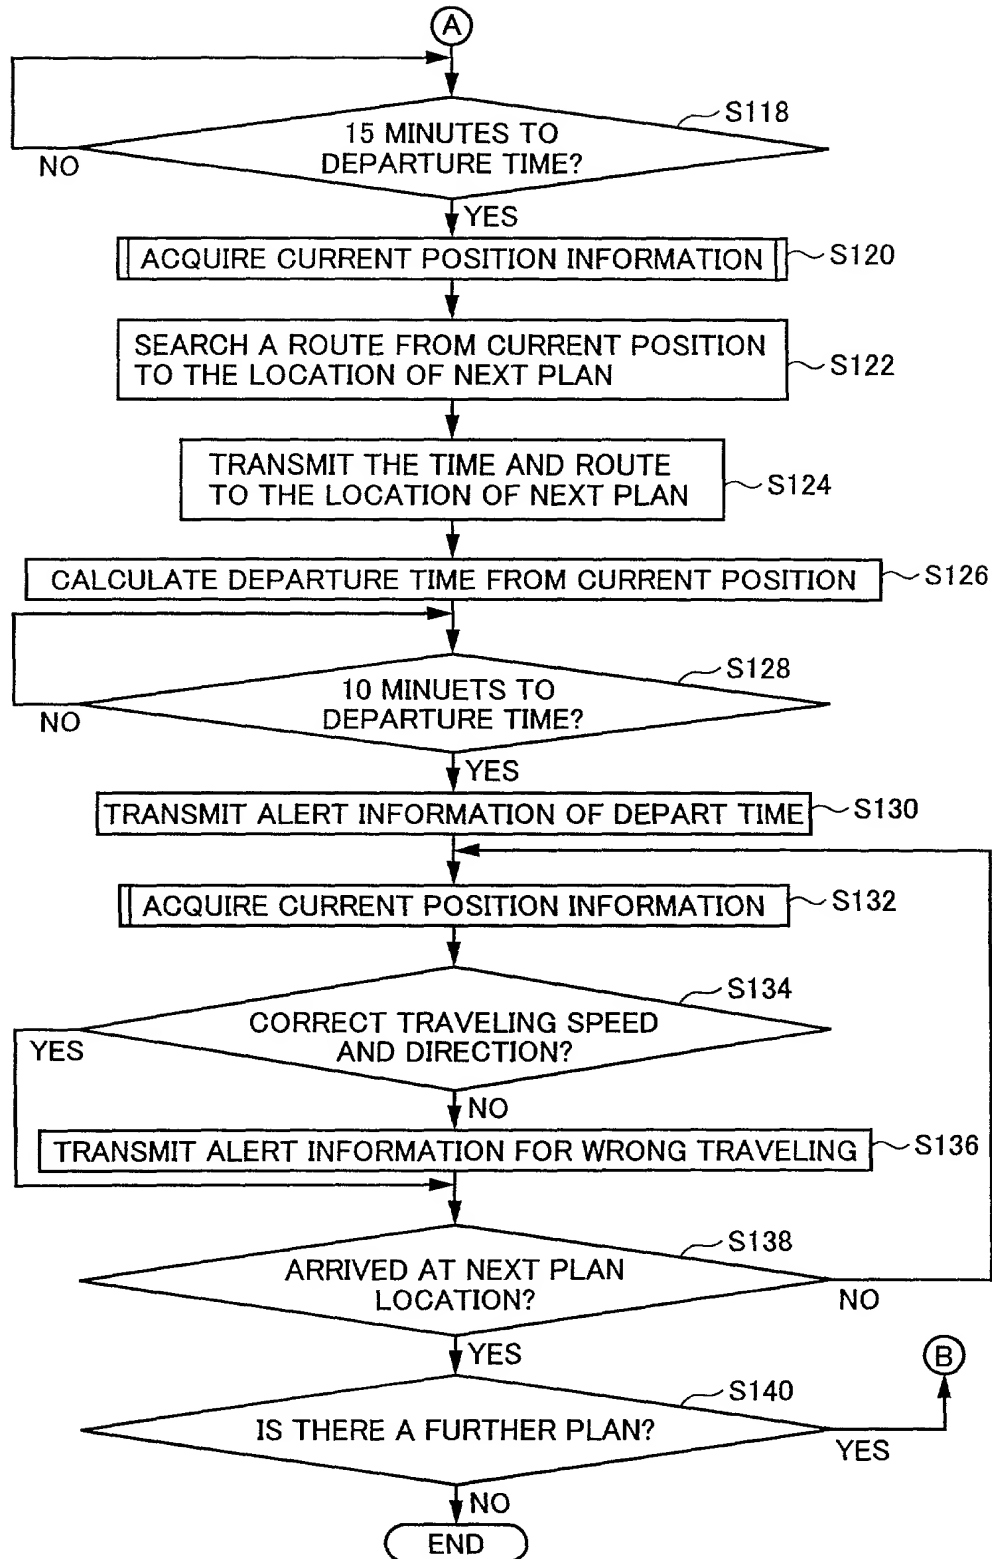 A
S118
15 MINUTES TO
DEPARTURE TIME?
NO
YES
ACQUIRE CURRENT POSITION INFORMATION
S120
SEARCH A ROUTE FROM CURRENT POSITION
TO THE LOCATION OF NEXT PLAN
S122
TRANSMIT THE TIME AND ROUTE
TO THE LOCATION OF NEXT PLAN
S124
CALCULATE DEPARTURE TIME FROM CURRENT POSITION
S126
S128
10 MINUETS TO
DEPARTURE TIME?
NO
YES
TRANSMIT ALERT INFORMATION OF DEPART TIME
S130
ACQUIRE CURRENT POSITION INFORMATION
S132
S134
CORRECT TRAVELING SPEED
AND DIRECTION?
YES
NO
TRANSMIT ALERT INFORMATION FOR WRONG TRAVELING
S136
S138
ARRIVED AT NEXT PLAN
LOCATION?
NO
YES
B
S140
IS THERE A FURTHER PLAN?
YES
NO
END